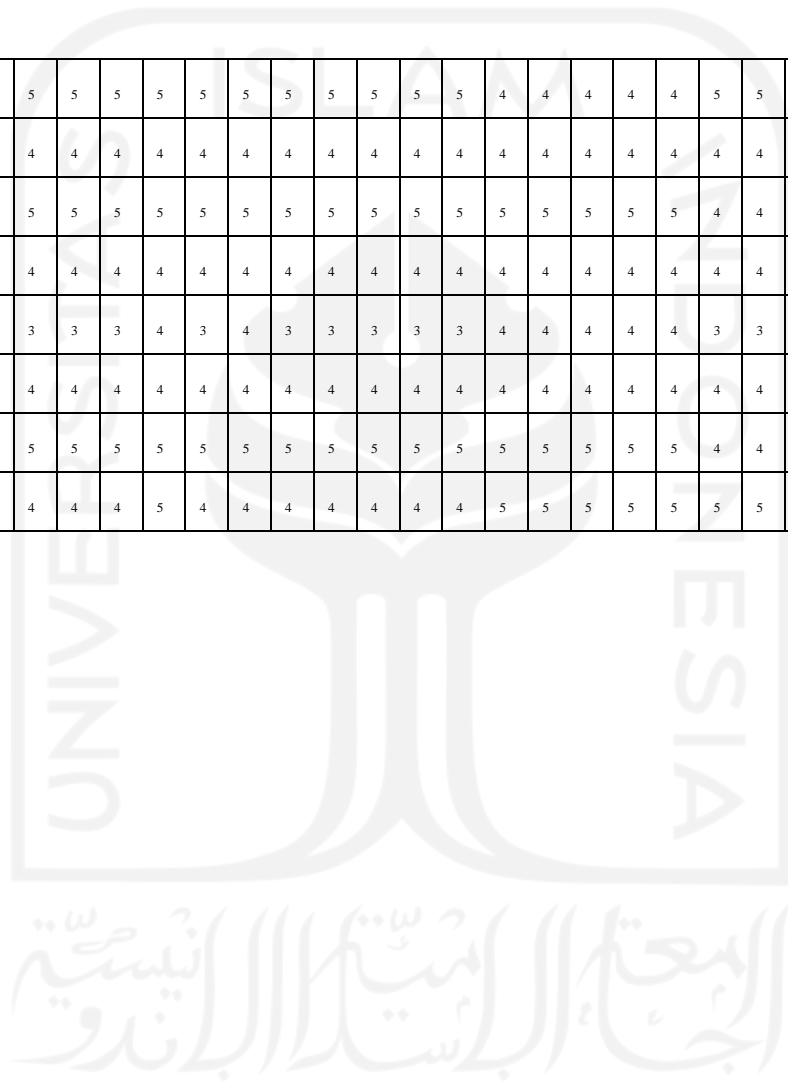 ISLAM
UNIVERSITAS
INDONESIA
5 5 5 5 5 5 5 5 5 5 5 4 4 4 4 4 5 5
4 4 4 4 4 4 4 4 4 4 4 4 4 4 4 4 4 4
5 5 5 5 5 5 5 5 5 5 5 5 5 5 5 5 4 4
4 4 4 4 4 4 4 4 4 4 4 4 4 4 4 4 4 4
3 3 3 4 3 4 3 3 3 3 3 4 4 4 4 4 3 3
4 4 4 4 4 4 4 4 4 4 4 4 4 4 4 4 4 4
5 5 5 5 5 5 5 5 5 5 5 5 5 5 5 5 4 4
4 4 4 5 4 4 4 4 4 4 4 5 5 5 5 5 5 5